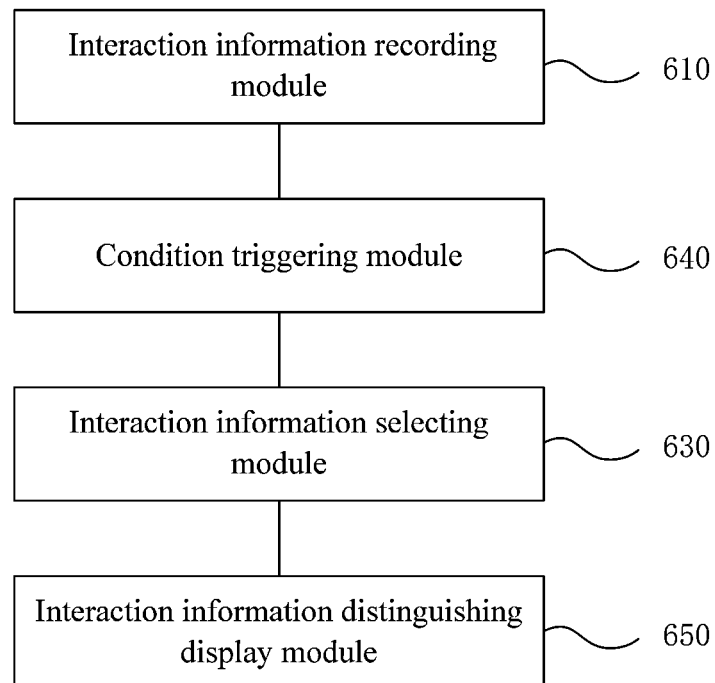 Interaction information recording
module
610
Condition triggering module
640
Interaction information selecting
module
630
Interaction information distinguishing
display module
650